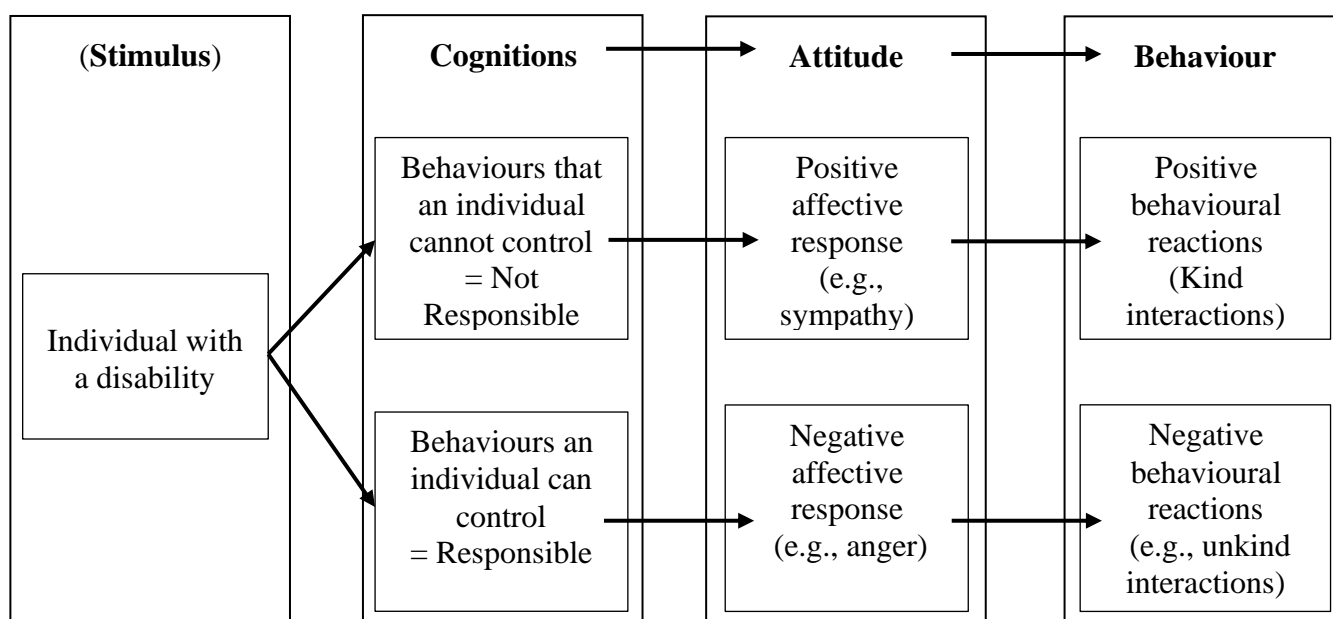 (Stimulus)
Individual with
a disability
Cognitions
Behaviours that
an individual
cannot control
= Not
Responsible
Behaviours an
individual can
control
= Responsible
Attitude
Positive
affective
response
(e.g.,
sympathy)
Negative
affective
response
(e.g., anger)
Behaviour
Positive
behavioural
reactions
(Kind
interactions)
Negative
behavioural
reactions
(e.g., unkind
interactions)